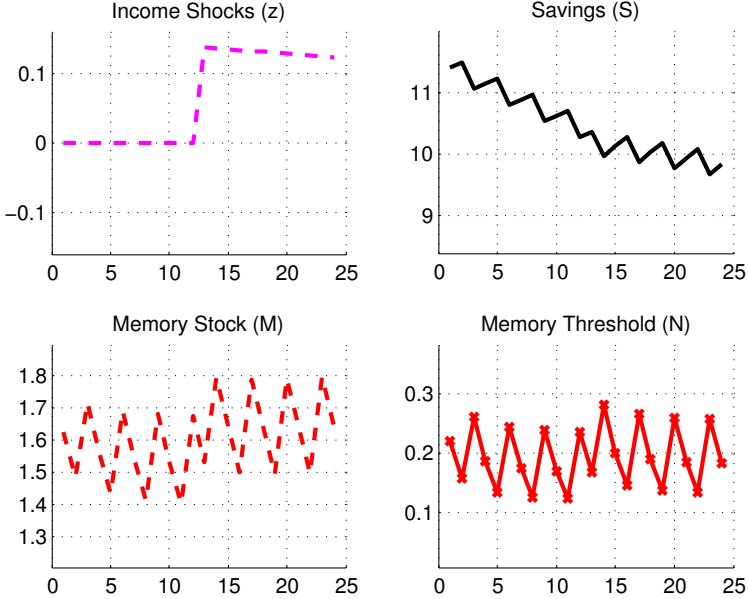 Income Shocks (z)
0.1
0
−0.1
0 5 10 15 20 25
Savings (S)
11
10
9
0 5 10 15 20 25
Memory Stock (M)
1.8
1.7
1.6
1.5
1.4
1.3
0 5 10 15 20 25
Memory Threshold (N)
0.3
0.2
0.1
0 5 10 15 20 25